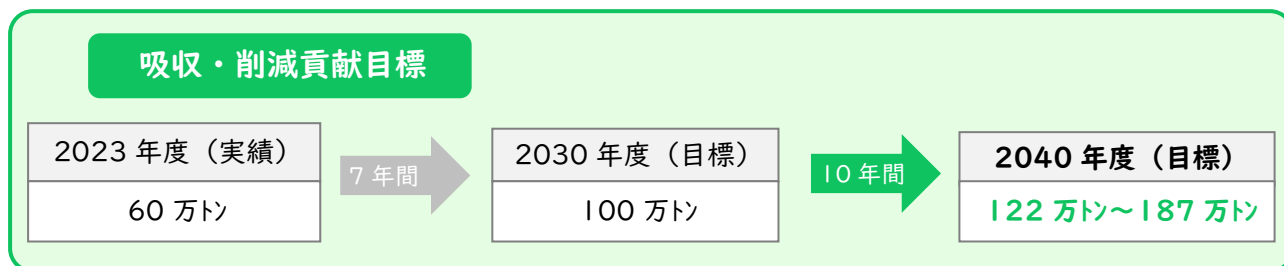 吸収・削減貢献目標
2023 年度（実績）
60 万㌧
7 年間
2030 年度（目標）
100 万㌧
10 年間
2040 年度（目標）
122 万㌧～187 万㌧